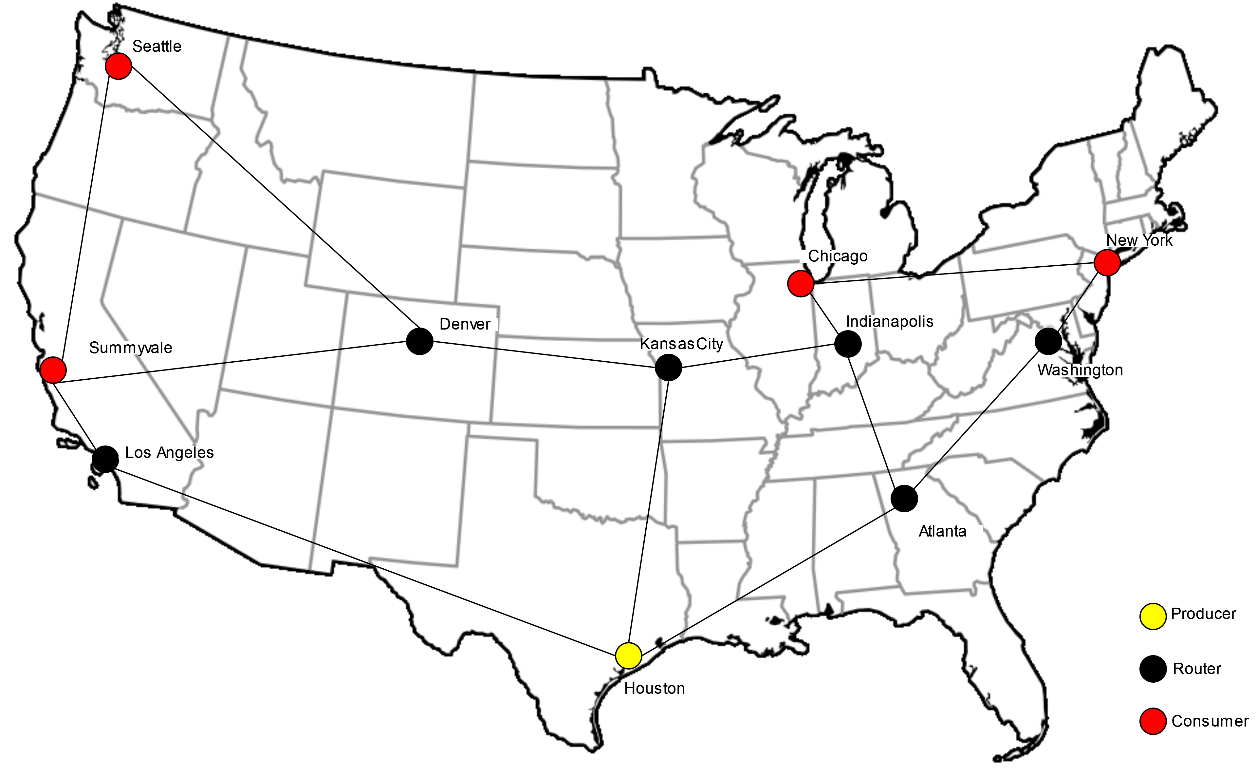 Seattle
New York
Chicago
Indianapolis
Denver
KansasCity
Summyvale
Washington
Los Angeles
Atlanta
Producer
Router
Houston
Consumer